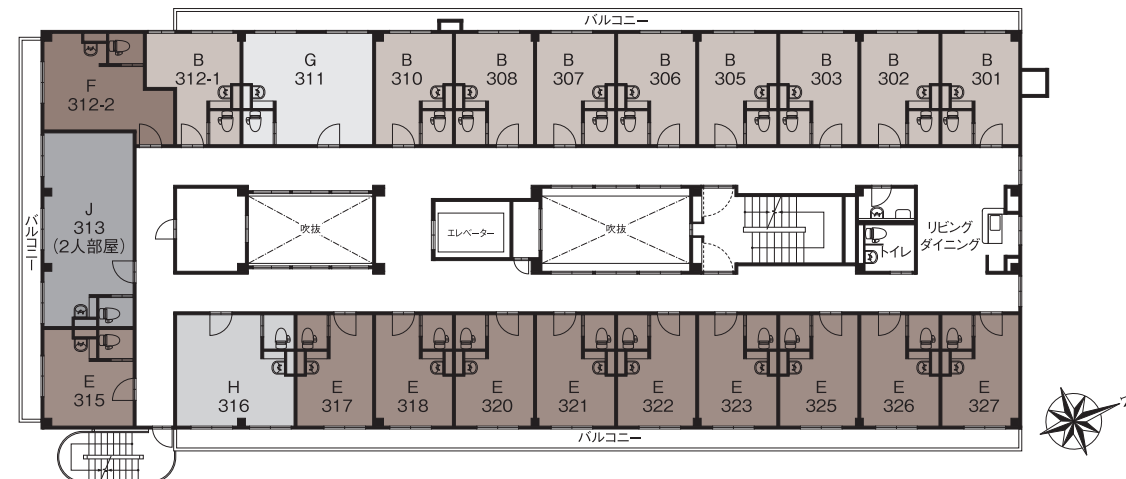 バルコニー
F
312-2
B
312-1
G
311
B
310
B
308
B
307
B
306
B
305
B
303
B
302
B
301
バルコニー
J
313
(2人部屋)
吹抜
エレベーター
吹抜
トイレ
リビング
ダイニング
E
315
H
316
E
317
E
318
E
320
E
321
E
322
E
323
E
325
E
326
E
327
バルコニー